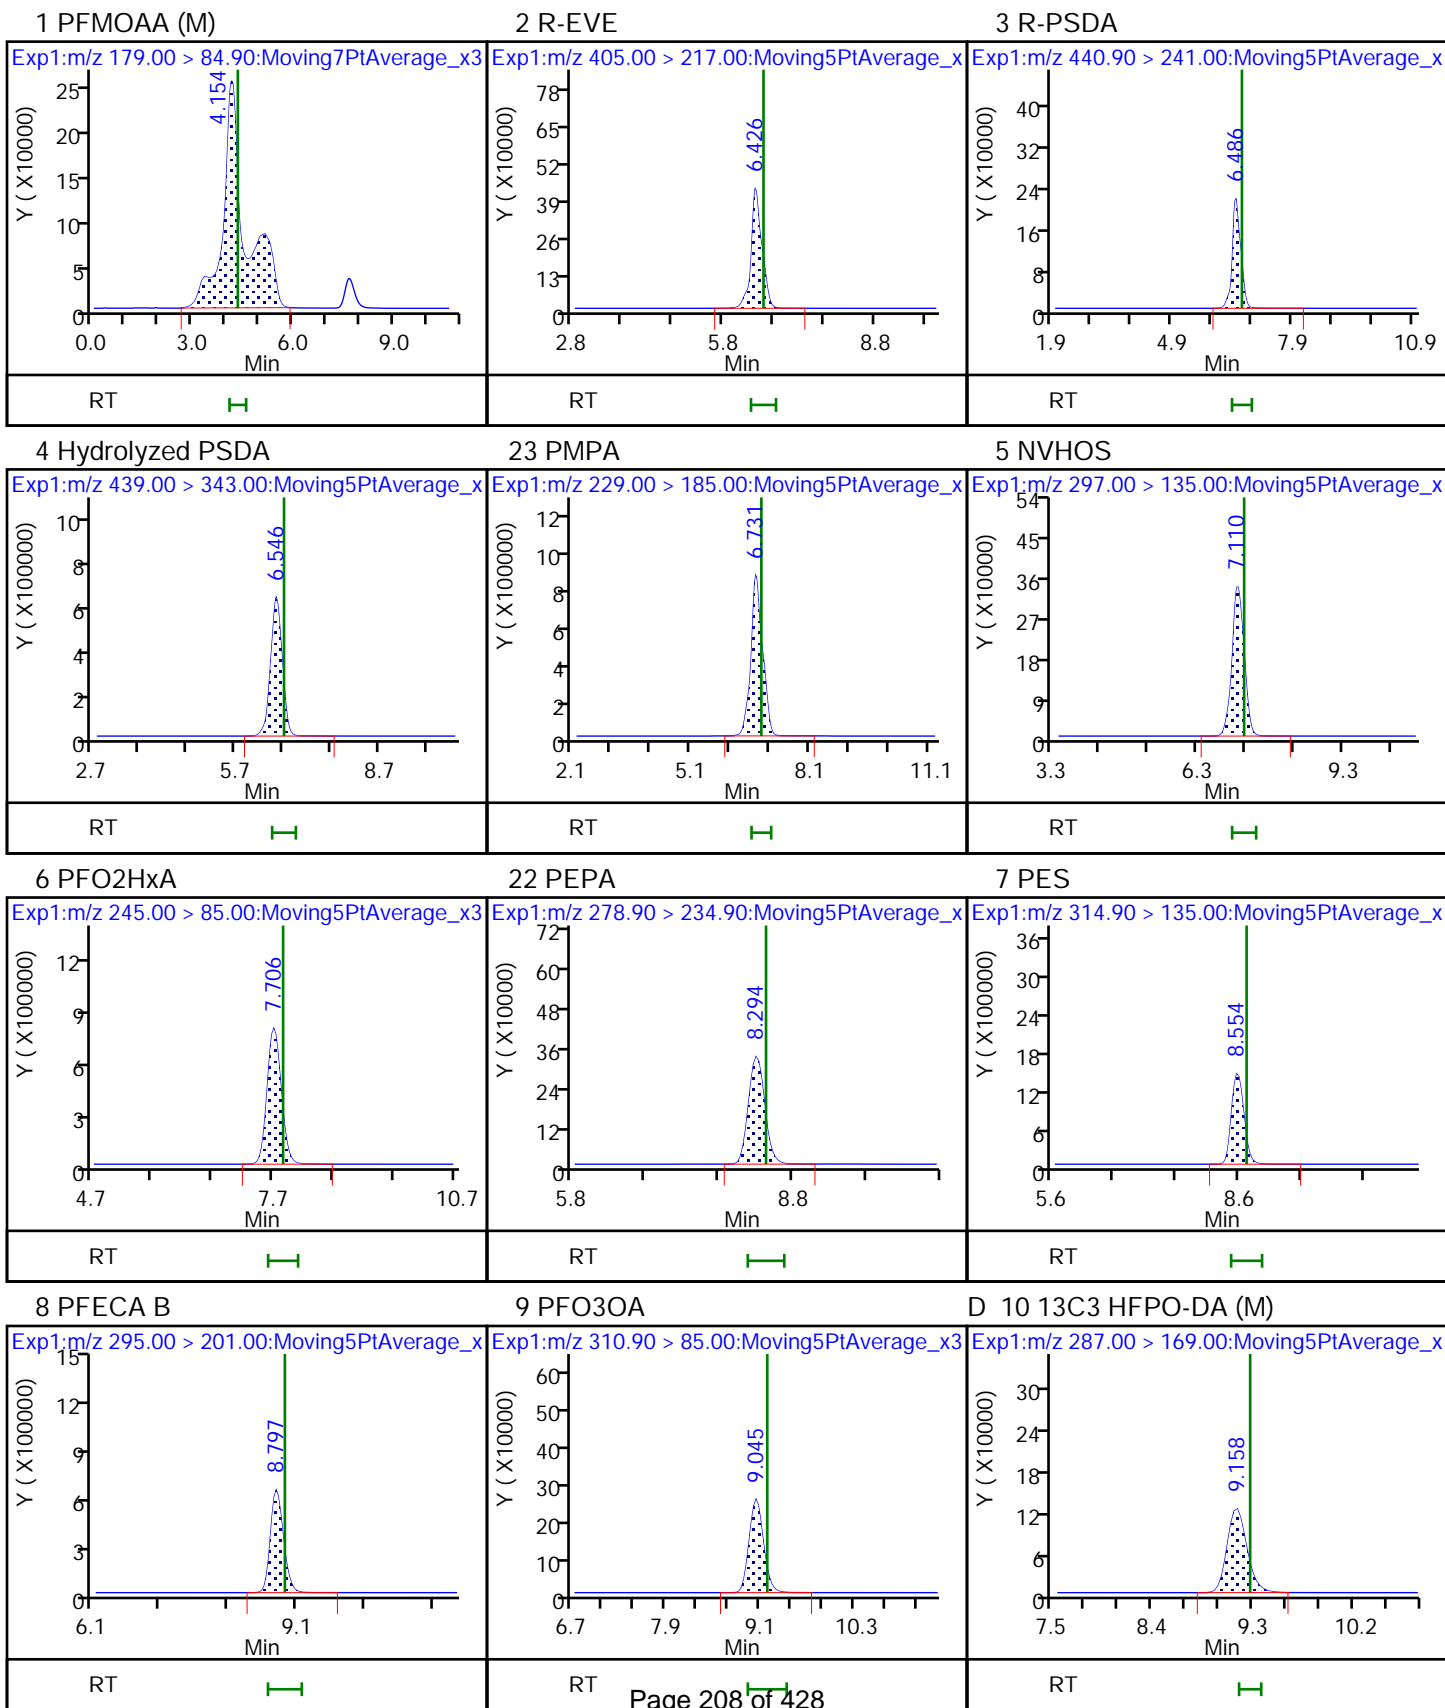 1 PFMOAA (M)
Exp1:m/z 179.00 > 84.90:Moving7PtAverage_x3
Y ( X10000)
25
20
15
10
5
0
4.154
0.0 3.0 6.0 9.0
Min
RT
2 R-EVE
Exp1:m/z 405.00 > 217.00:Moving5PtAverage_x
Y ( X10000)
78
65
52
39
26
13
0
6.426
2.8 5.8 8.8
Min
RT
3 R-PSDA
Exp1:m/z 440.90 > 241.00:Moving5PtAverage_x
Y ( X10000)
40
32
24
16
8
0
6.486
1.9 4.9 7.9 10.9
Min
RT
4 Hydrolyzed PSDA
Exp1:m/z 439.00 > 343.00:Moving5PtAverage_x
Y ( X100000)
10
8
6
4
2
0
6.546
2.7 5.7 8.7
Min
RT
23 PMPA
Exp1:m/z 229.00 > 185.00:Moving5PtAverage_x
Y ( X100000)
12
10
8
6
4
2
0
6.731
2.1 5.1 8.1 11.1
Min
RT
5 NVHOS
Exp1:m/z 297.00 > 135.00:Moving5PtAverage_x
Y ( X10000)
54
45
36
27
18
9
0
7.110
3.3 6.3 9.3
Min
RT
6 PFO2HxA
Exp1:m/z 245.00 > 85.00:Moving5PtAverage_x3
Y ( X100000)
12
9
6
3
0
7.706
4.7 7.7 10.7
Min
RT
22 PEPA
Exp1:m/z 278.90 > 234.90:Moving5PtAverage_x
Y ( X10000)
72
60
48
36
24
12
0
8.294
5.8 8.8
Min
RT
7 PES
Exp1:m/z 314.90 > 135.00:Moving5PtAverage_x
Y ( X100000)
36
30
24
18
12
6
0
8.554
5.6 8.6
Min
RT
8 PFECA B
Exp1:m/z 295.00 > 201.00:Moving5PtAverage_x
Y ( X100000)
15
12
9
6
3
0
8.797
6.1 9.1
Min
RT
9 PFO3OA
Exp1:m/z 310.90 > 85.00:Moving5PtAverage_x3
Y ( X10000)
60
50
40
30
20
10
0
9.045
6.7 7.9 9.1 10.3
Min
RT
D 10 13C3 HFPO-DA (M)
Exp1:m/z 287.00 > 169.00:Moving5PtAverage_x
Y ( X10000)
30
24
18
12
6
0
9.158
7.5 8.4 9.3 10.2
Min
RT
Page 208 of 428